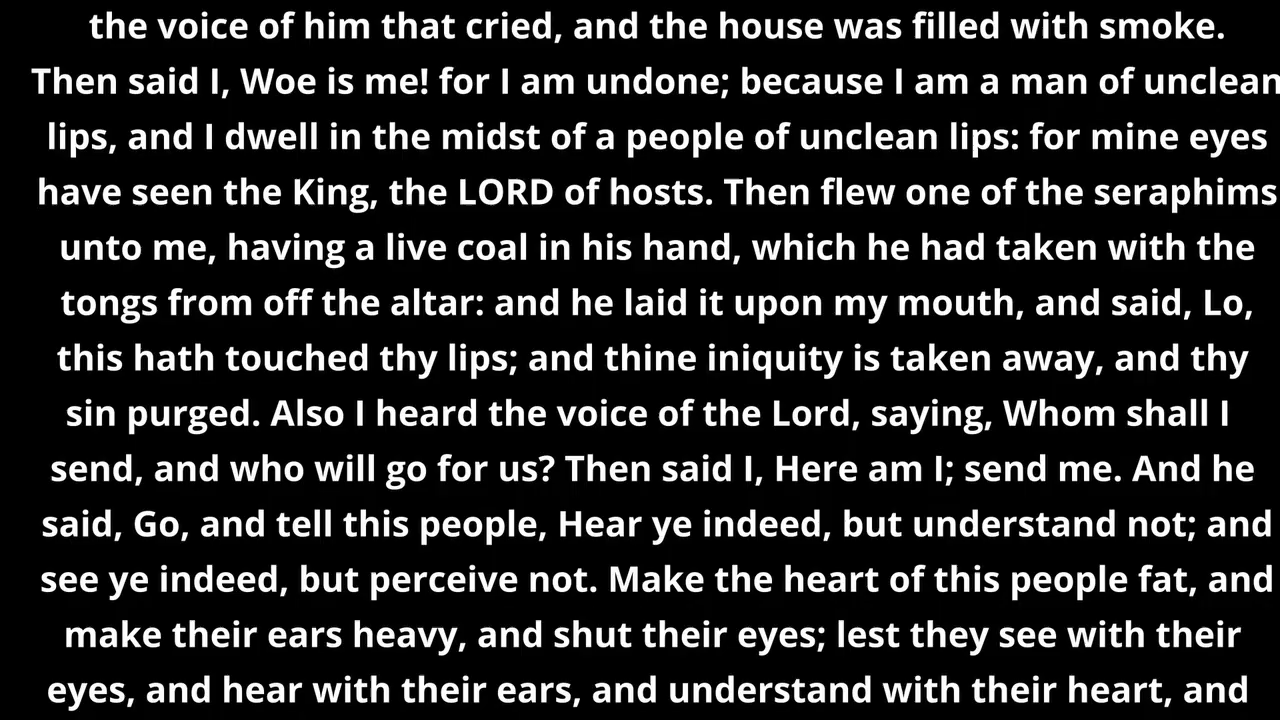 the voice of him that cried, and the house was filled with smoke.
Then said I, Woe is me! for I am undone; because I am a man of unclean
lips, and I dwell in the midst of a people of unclean lips: for mine eyes
have seen the King, the LORD of hosts. Then flew one of the seraphims
unto me, having a live coal in his hand, which he had taken with the
tongs from off the altar: and he laid it upon my mouth, and said, Lo,
this hath touched thy lips; and thine iniquity is taken away, and thy
sin purged. Also I heard the voice of the Lord, saying, Whom shall I
send, and who will go for us? Then said I, Here am I; send me. And he
said, Go, and tell this people, Hear ye indeed, but understand not; and
see ye indeed, but perceive not. Make the heart of this people fat, and
make their ears heavy, and shut their eyes; lest they see with their
eyes, and hear with their ears, and understand with their heart, and